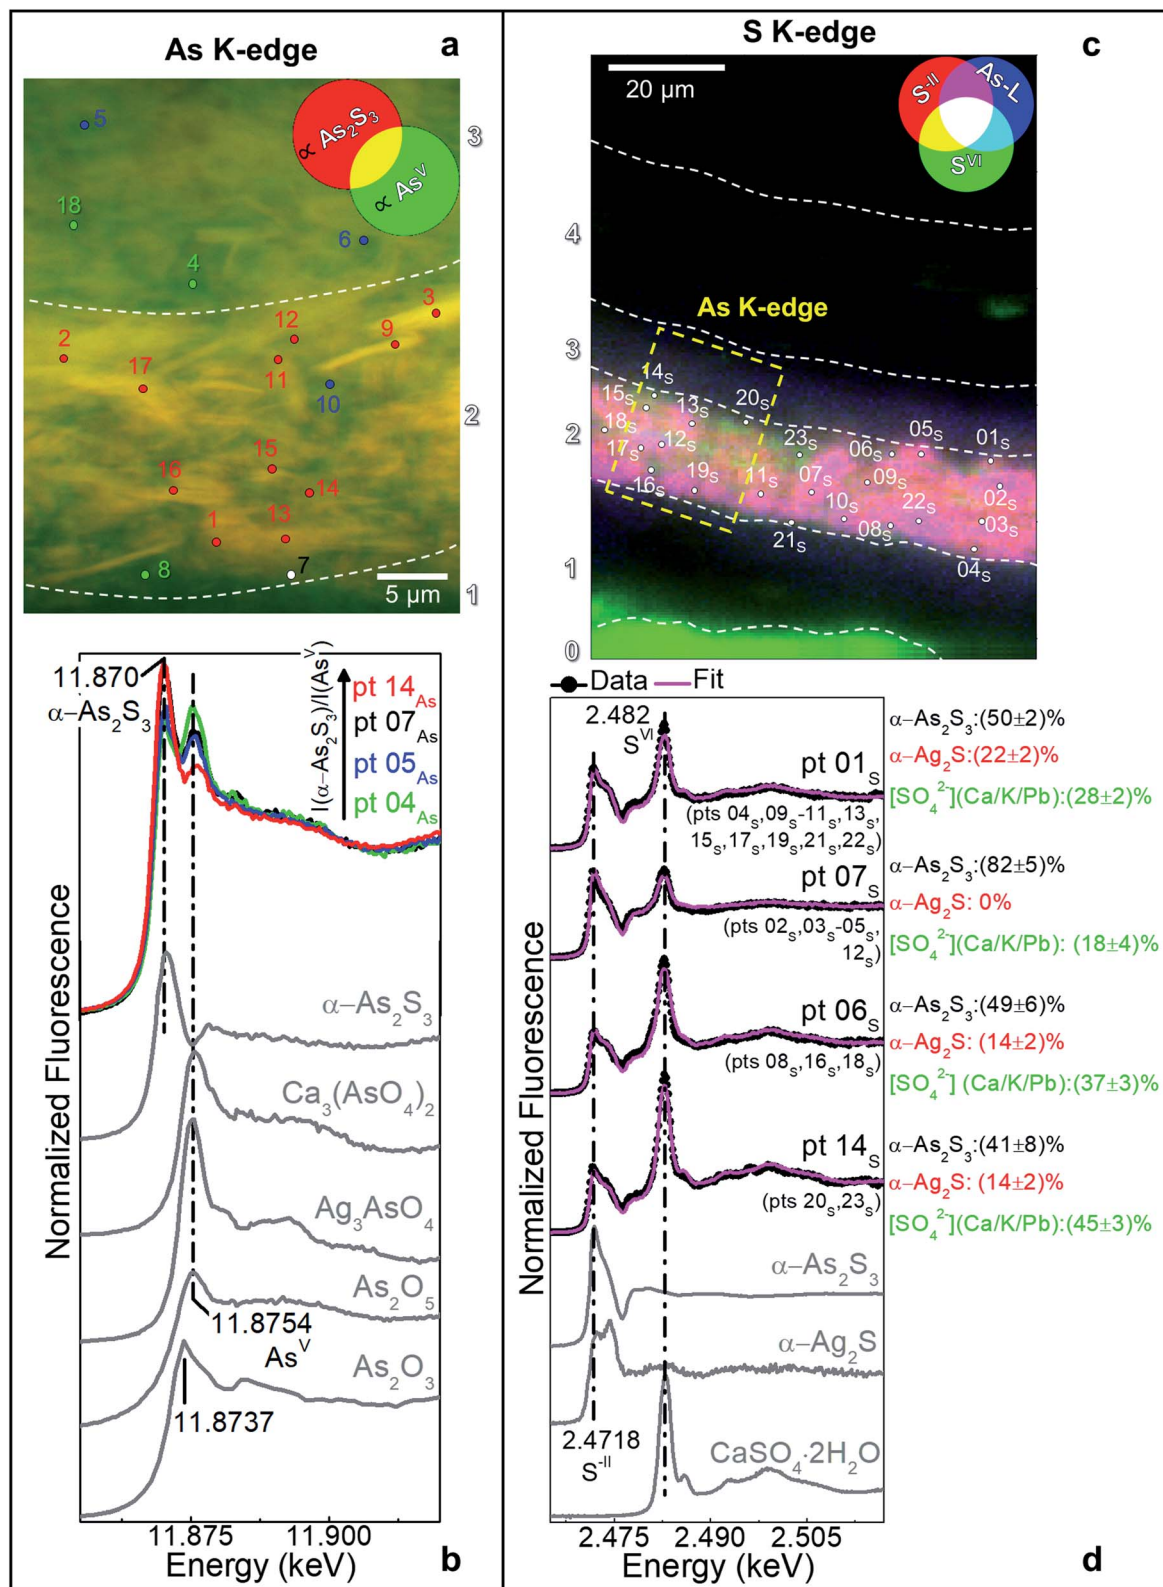 As K-edge
a
∝ As₂S₃
∝ Asⱽ
5
3
18
6
4
3
12
9
2
11
17
10
2
15
16
14
1
13
8
7
5 µm
1
S K-edge
c
20 µm
S⁻ᴵᴵ
As-L
Sⱽᴵ
4
As K-edge
3
14S
15S
13S
20S
18S
23S
06S
05S
01S
2
17S
12S
16S
19S
11S
07S
09S
10S
22S
02S
08S
03S
21S
04S
1
0
11.870
α–As₂S₃
I(α–As₂S₃)/I(Asⱽ)
pt 14As
pt 07As
pt 05As
pt 04As
α–As₂S₃
Ca₃(AsO₄)₂
Ag₃AsO₄
As₂O₅
11.8754
Asⱽ
As₂O₃
11.8737
Normalized Fluorescence
11.875
11.900
Energy (keV)
b
Data
Fit
2.482
Sⱽᴵ
pt 01S
(pts 04S,09S-11S,13S,
15S,17S,19S,21S,22S)
α–As₂S₃:(50±2)%
α–Ag₂S:(22±2)%
[SO₄²⁻](Ca/K/Pb):(28±2)%
pt 07S
(pts 02S,03S-05S,
12S)
α–As₂S₃:(82±5)%
α–Ag₂S: 0%
[SO₄²⁻](Ca/K/Pb): (18±4)%
pt 06S
(pts 08S,16S,18S)
α–As₂S₃:(49±6)%
α–Ag₂S: (14±2)%
[SO₄²⁻] (Ca/K/Pb):(37±3)%
pt 14S
(pts 20S,23S)
α–As₂S₃:(41±8)%
α–Ag₂S: (14±2)%
[SO₄²⁻](Ca/K/Pb):(45±3)%
α–As₂S₃
α–Ag₂S
2.4718
S⁻ᴵᴵ
CaSO₄·2H₂O
Normalized Fluorescence
2.475
2.490
2.505
Energy (keV)
d